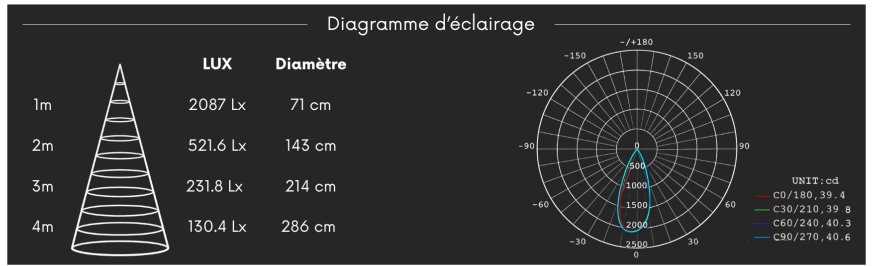 Diagramme d'éclairage
LUX Diamètre
1m 2087 Lx 71 cm
2m 521.6 Lx 143 cm
3m 231.8 Lx 214 cm
4m 130.4 Lx 286 cm
-/+180
-150 150
-120 120
-90 90
-60 60
-30 30
0
0
500
1000
1500
2000
2500
UNIT:cd
C0/180,39.4
C30/210,39 8
C60/240,40.3
C90/270,40.6